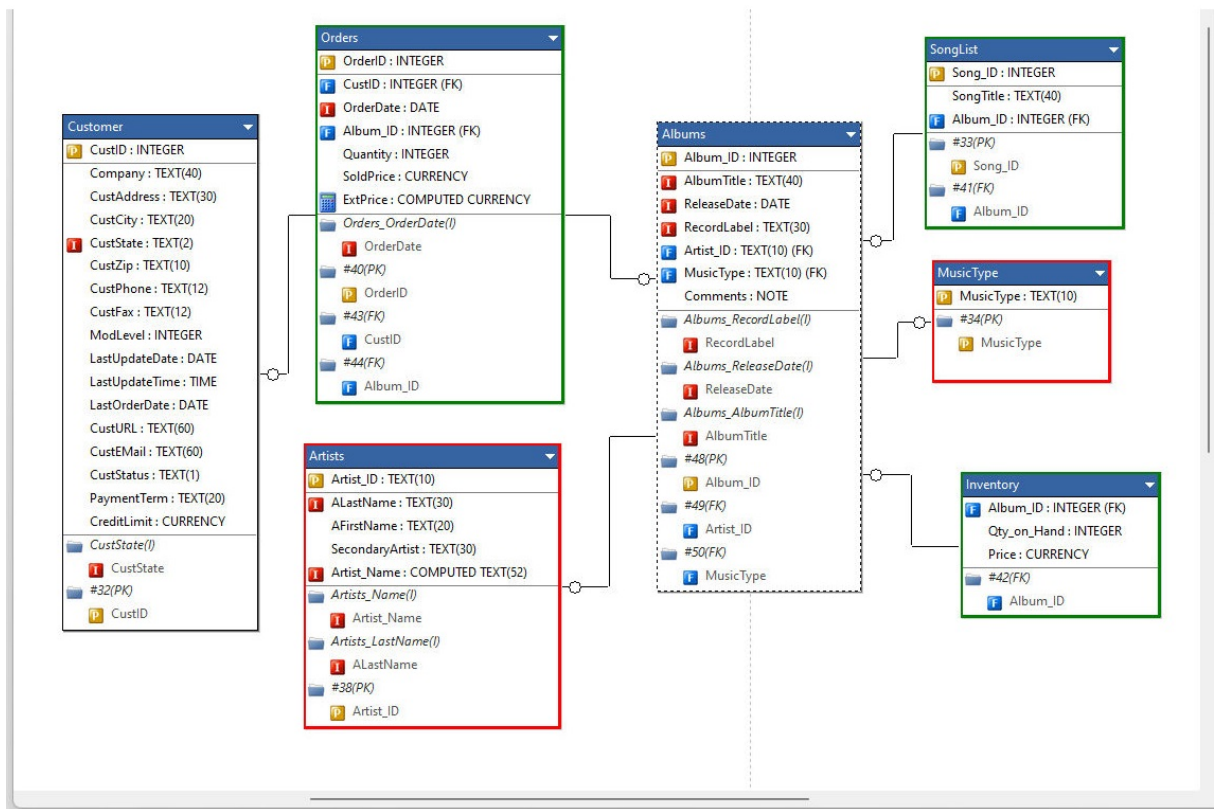 Orders
OrderID : INTEGER
CustID : INTEGER (FK)
OrderDate : DATE
Album_ID : INTEGER (FK)
Quantity : INTEGER
SoldPrice : CURRENCY
ExtPrice : COMPUTED CURRENCY
Orders_OrderDate(I)
OrderDate
#40(PK)
OrderID
#43(FK)
CustID
#44(FK)
Album_ID
Customer
CustID : INTEGER
Company : TEXT(40)
CustAddress : TEXT(30)
CustCity : TEXT(20)
CustState : TEXT(2)
CustZip : TEXT(10)
CustPhone : TEXT(12)
CustFax : TEXT(12)
ModLevel : INTEGER
LastUpdateDate : DATE
LastUpdateTime : TIME
LastOrderDate : DATE
CustURL : TEXT(60)
CustEMail : TEXT(60)
CustStatus : TEXT(1)
PaymentTerm : TEXT(20)
CreditLimit : CURRENCY
CustState(I)
CustState
#32(PK)
CustID
Artists
Artist_ID : TEXT(10)
ALastName : TEXT(30)
AFirstName : TEXT(20)
SecondaryArtist : TEXT(30)
Artist_Name : COMPUTED TEXT(52)
Artists_Name(I)
Artist_Name
Artists_LastName(I)
ALastName
#38(PK)
Artist_ID
Albums
Album_ID : INTEGER
AlbumTitle : TEXT(40)
ReleaseDate : DATE
RecordLabel : TEXT(30)
Artist_ID : TEXT(10) (FK)
MusicType : TEXT(10) (FK)
Comments : NOTE
Albums_RecordLabel(I)
RecordLabel
Albums_ReleaseDate(I)
ReleaseDate
Albums_AlbumTitle(I)
AlbumTitle
#48(PK)
Album_ID
#49(FK)
Artist_ID
#50(FK)
MusicType
SongList
Song_ID : INTEGER
SongTitle : TEXT(40)
Album_ID : INTEGER (FK)
#33(PK)
Song_ID
#41(FK)
Album_ID
MusicType
MusicType : TEXT(10)
#34(PK)
MusicType
Inventory
Album_ID : INTEGER (FK)
Qty_on_Hand : INTEGER
Price : CURRENCY
#42(FK)
Album_ID